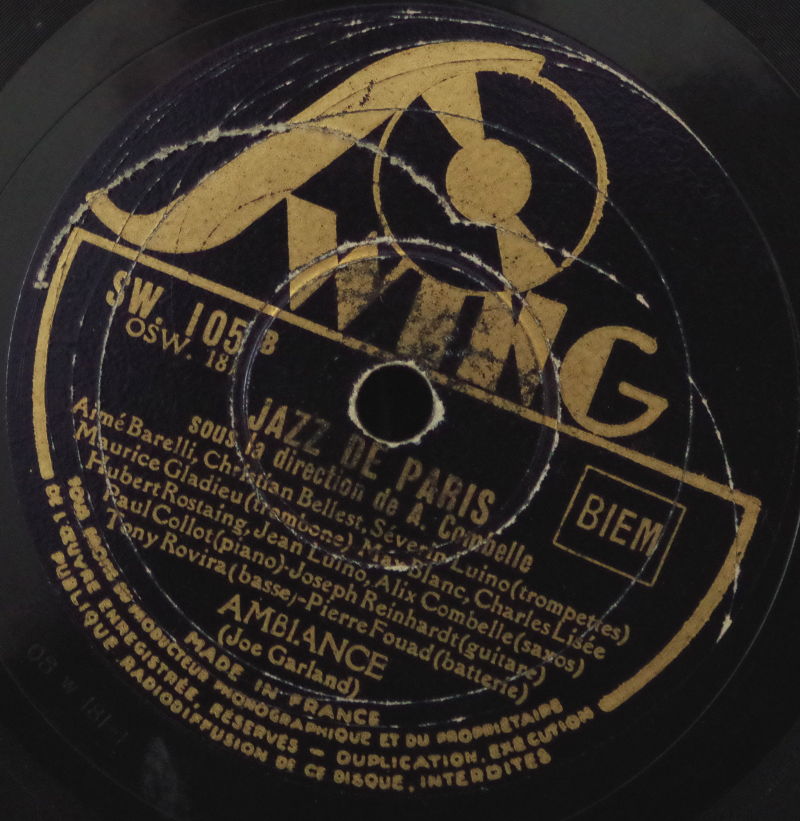 SWING
SW. 105 B
OSW. 181
JAZZ DE PARIS
sous la direction de A. Combelle
Aimé Barelli, Christian Bellest, Séverin Luino (trompettes)
Maurice Gladieu (trombone) Max Blanc, Charles Lisée
Hubert Rostaing, Jean Luino, Alix Combelle (saxos)
Paul Collot (piano)-Joseph Reinhardt (guitare)
Tony Rovira (basse)-Pierre Fouad (batterie)
BIEM
AMBIANCE
(Joe Garland)
MADE IN FRANCE
TOUS DROITS DU PRODUCTEUR PHONOGRAPHIQUE ET DU PROPRIÉTAIRE
DE L'ŒUVRE ENREGISTRÉE, RÉSERVÉS - DUPLICATION, EXÉCUTION
PUBLIQUE, RADIODIFFUSION DE CE DISQUE, INTERDITES